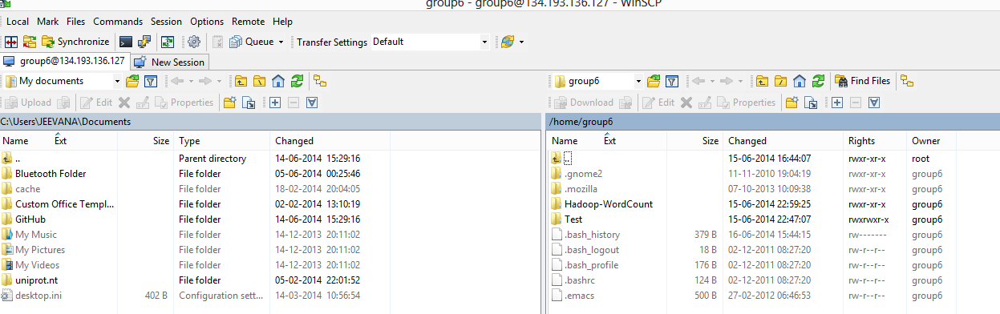 group6 - group6@134.193.136.127 - WinSCP
Local Mark Files Commands Session Options Remote Help
Synchronize Queue Transfer Settings Default
group6@134.193.136.127 New Session
My documents group6 Find Files
Upload Edit Properties Download Edit Properties
C:\Users\JEEVANA\Documents /home/group6
Name Ext Size Type Changed Name Ext Size Changed Rights Owner
.. Parent directory 14-06-2014 15:29:16 .. 15-06-2014 16:44:07 rwxr-xr-x root
Bluetooth Folder File folder 05-06-2014 00:25:46 .gnome2 11-11-2010 19:04:19 rwxr-xr-x group6
cache File folder 18-02-2014 20:04:05 .mozilla 07-10-2013 10:09:38 rwxr-xr-x group6
Custom Office Templ... File folder 02-02-2014 13:10:19 Hadoop-WordCount 15-06-2014 22:59:25 rwxr-xr-x group6
GitHub File folder 14-06-2014 15:29:16 Test 15-06-2014 22:47:07 rwxrwxr-x group6
My Music File folder 14-12-2013 20:11:02 .bash_history 379 B 16-06-2014 15:44:15 rw------- group6
My Pictures File folder 14-12-2013 20:11:02 .bash_logout 18 B 02-12-2011 08:27:20 rw-r--r-- group6
My Videos File folder 14-12-2013 20:11:02 .bash_profile 176 B 02-12-2011 08:27:20 rw-r--r-- group6
uniprot.nt File folder 05-02-2014 22:01:52 .bashrc 124 B 02-12-2011 08:27:20 rw-r--r-- group6
desktop.ini 402 B Configuration sett... 14-03-2014 10:56:54 .emacs 500 B 27-02-2012 06:46:53 rw-r--r-- group6